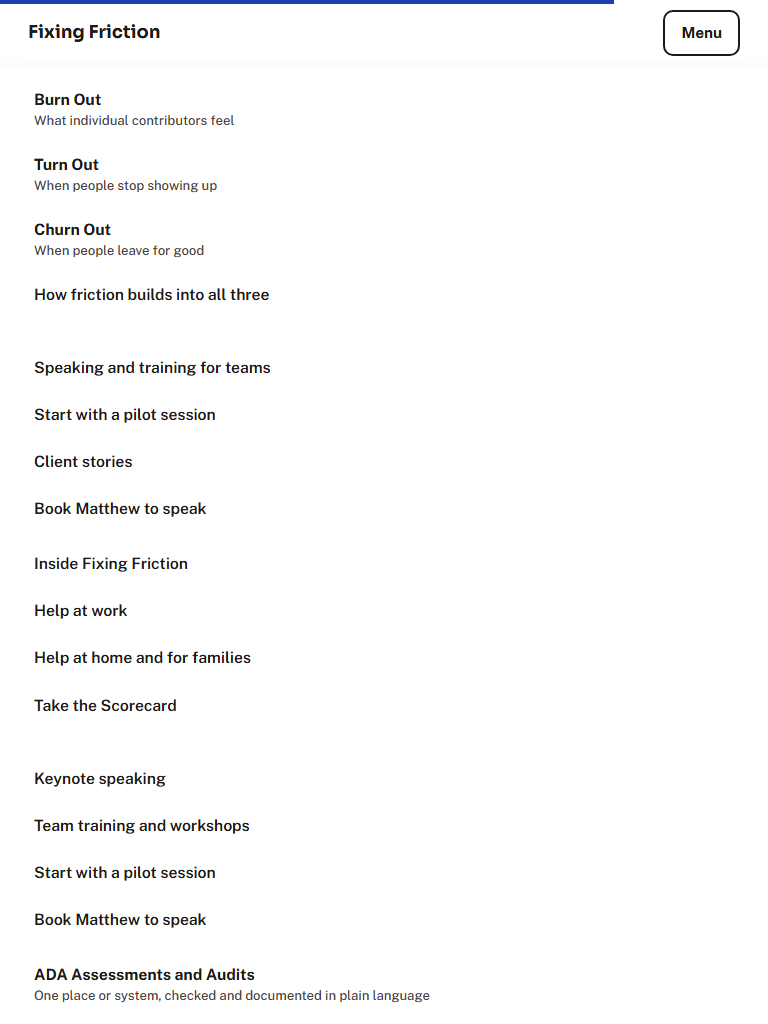 Fixing Friction
Menu
Burn Out
What individual contributors feel
Turn Out
When people stop showing up
Churn Out
When people leave for good
How friction builds into all three
Speaking and training for teams
Start with a pilot session
Client stories
Book Matthew to speak
Inside Fixing Friction
Help at work
Help at home and for families
Take the Scorecard
Keynote speaking
Team training and workshops
Start with a pilot session
Book Matthew to speak
ADA Assessments and Audits
One place or system, checked and documented in plain language